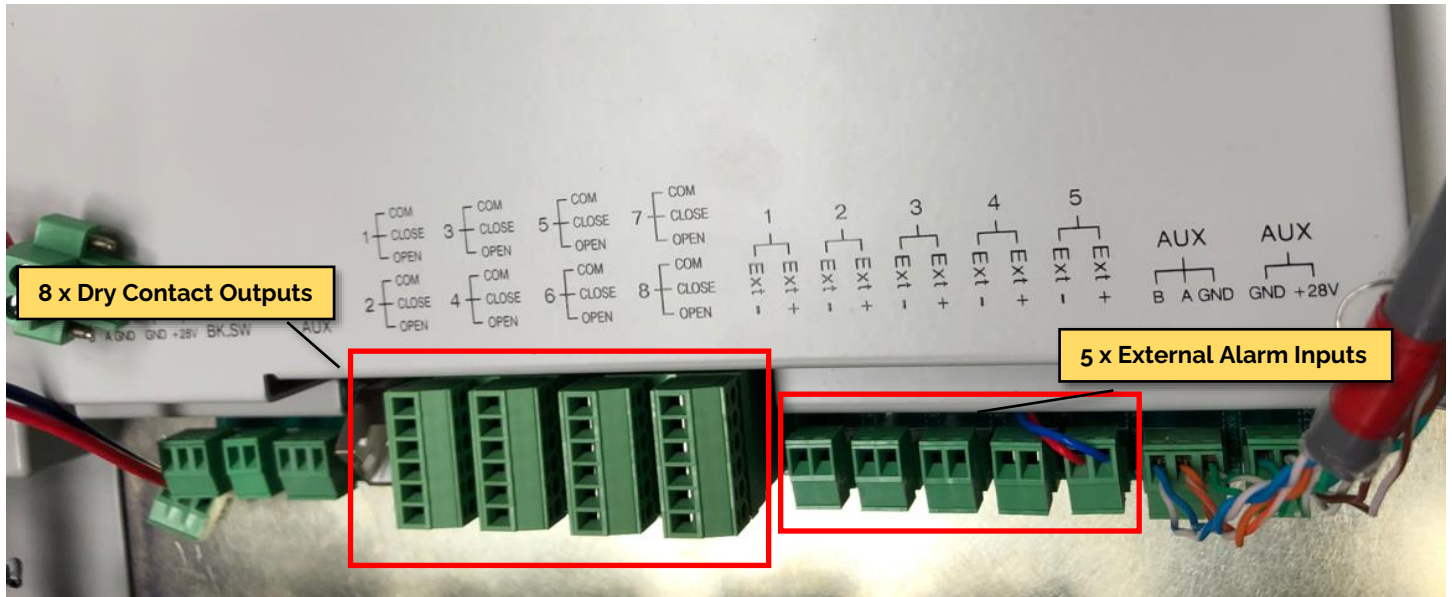 COM COM COM COM
1 CLOSE 3 CLOSE 5 CLOSE 7 CLOSE
OPEN OPEN OPEN OPEN
COM COM COM COM
2 CLOSE 4 CLOSE 6 CLOSE 8 CLOSE
OPEN OPEN OPEN OPEN
1 2 3 4 5
Ext - Ext + Ext - Ext + Ext - Ext + Ext - Ext + Ext - Ext +
AUX AUX
B A GND GND +28V
8 x Dry Contact Outputs
A GND GND +28V BK,SW AUX
5 x External Alarm Inputs